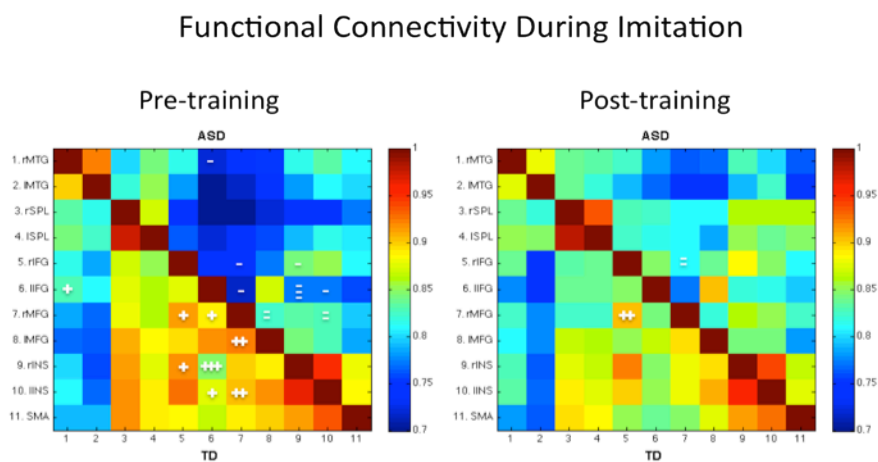 Functional Connectivity During Imitation
Pre-training
Post-training
ASD
ASD
1. rMTG
2. lMTG
3. rSPL
4. lSPL
5. rIFG
6. lIFG
7. rMFG
8. lMFG
9. rINS
10. lINS
11. SMA
1 2 3 4 5 6 7 8 9 10 11
TD
1
0.95
0.9
0.85
0.8
0.75
0.7
1. rMTG
2. lMTG
3. rSPL
4. lSPL
5. rIFG
6. lIFG
7. rMFG
8. lMFG
9. rINS
10. lINS
11. SMA
1 2 3 4 5 6 7 8 9 10 11
TD
1
0.95
0.9
0.85
0.8
0.75
0.7